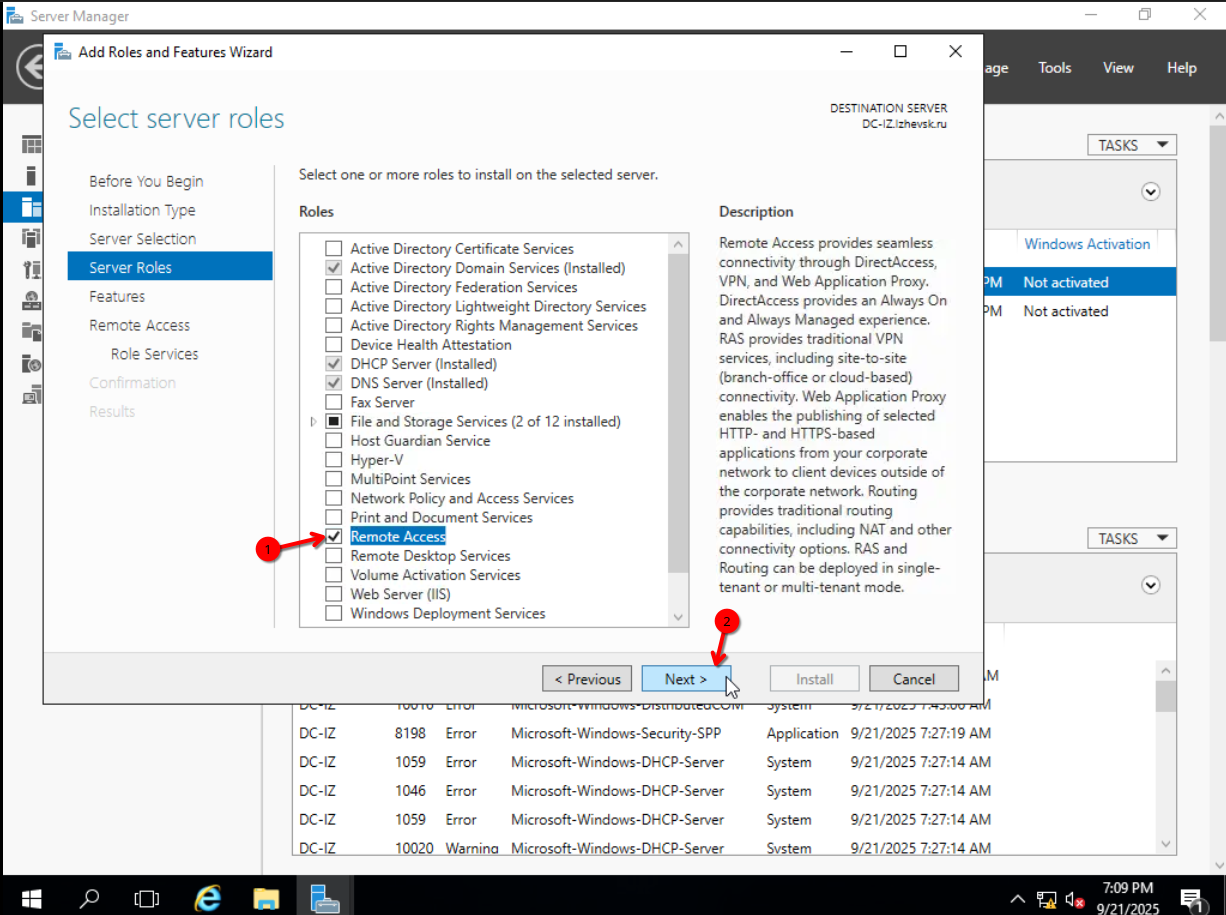 Server Manager
Add Roles and Features Wizard
age Tools View Help
Select server roles
DESTINATION SERVER
DC-IZ.Izhevsk.ru
TASKS
Before You Begin
Installation Type
Server Selection
Server Roles
Features
Remote Access
Role Services
Confirmation
Results
Select one or more roles to install on the selected server.
Roles
Active Directory Certificate Services
Active Directory Domain Services (Installed)
Active Directory Federation Services
Active Directory Lightweight Directory Services
Active Directory Rights Management Services
Device Health Attestation
DHCP Server (Installed)
DNS Server (Installed)
Fax Server
File and Storage Services (2 of 12 installed)
Host Guardian Service
Hyper-V
MultiPoint Services
Network Policy and Access Services
Print and Document Services
1
Remote Access
Remote Desktop Services
Volume Activation Services
Web Server (IIS)
Windows Deployment Services
Description
Remote Access provides seamless
connectivity through DirectAccess,
VPN, and Web Application Proxy.
DirectAccess provides an Always On
and Always Managed experience.
RAS provides traditional VPN
services, including site-to-site
(branch-office or cloud-based)
connectivity. Web Application Proxy
enables the publishing of selected
HTTP- and HTTPS-based
applications from your corporate
network to client devices outside of
the corporate network. Routing
provides traditional routing
capabilities, including NAT and other
connectivity options. RAS and
Routing can be deployed in single-
tenant or multi-tenant mode.
2
< Previous
Next >
Install
Cancel
Windows Activation
PM Not activated
PM Not activated
TASKS
AM
DC-IZ 10016 Error Microsoft-Windows-DistributedCOM System 9/21/2025 7:43:00 AM
DC-IZ 8198 Error Microsoft-Windows-Security-SPP Application 9/21/2025 7:27:19 AM
DC-IZ 1059 Error Microsoft-Windows-DHCP-Server System 9/21/2025 7:27:14 AM
DC-IZ 1046 Error Microsoft-Windows-DHCP-Server System 9/21/2025 7:27:14 AM
DC-IZ 1059 Error Microsoft-Windows-DHCP-Server System 9/21/2025 7:27:14 AM
DC-IZ 10020 Warning Microsoft-Windows-DHCP-Server System 9/21/2025 7:27:14 AM
7:09 PM
9/21/2025
1